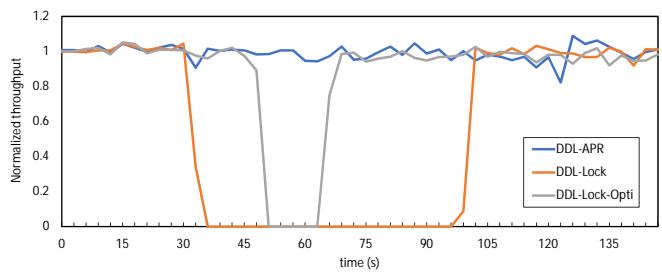 1.2
1
0.8
0.6
0.4
0.2
0
Normalized throughput
DDL-APR
DDL-Lock
DDL-Lock-Opti
0 15 30 45 60 75 90 105 120 135
time (s)